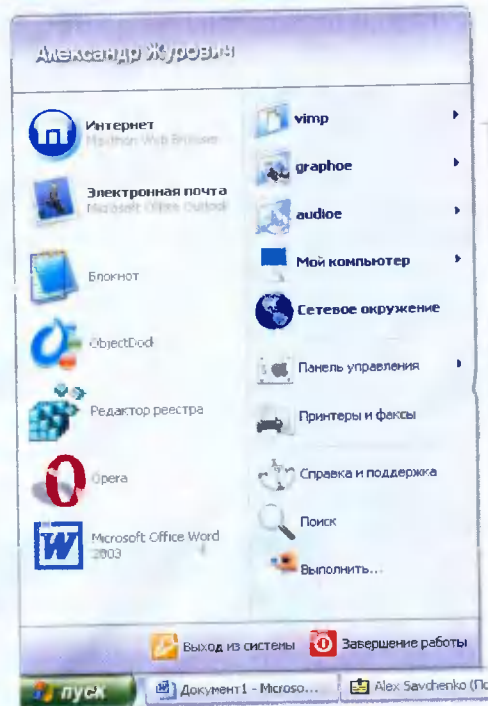 Александр Журович
Интернет
Maxthon Web Browser
Электронная почта
Microsoft Office Outlook
Блокнот
ObjectDock
Редактор реестра
Opera
Microsoft Office Word
2003
vimp
graphoe
audioe
Мой компьютер
Сетевое окружение
Панель управления
Принтеры и факсы
Справка и поддержка
Поиск
Выполнить...
Выход из системы
Завершение работы
пуск
Документ1 - Microso...
Alex Savchenko (По